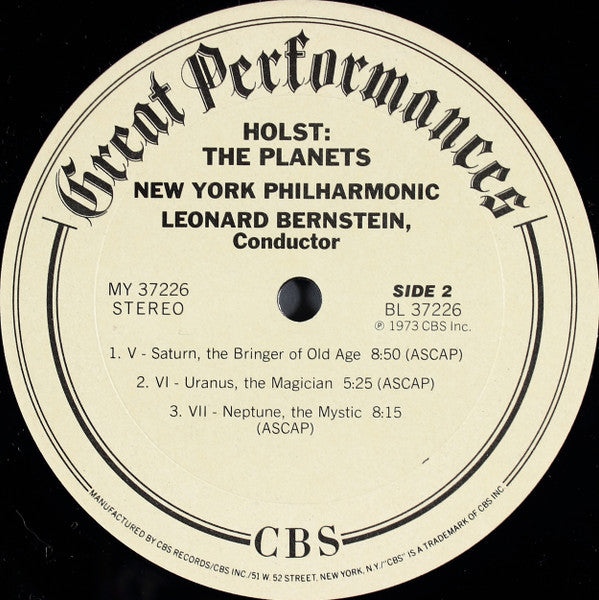 Great Performances
HOLST:
THE PLANETS
NEW YORK PHILHARMONIC
LEONARD BERNSTEIN,
Conductor
MY 37226
STEREO
SIDE 2
BL 37226
℗ 1973 CBS Inc.
1. V - Saturn, the Bringer of Old Age 8:50 (ASCAP)
2. VI - Uranus, the Magician 5:25 (ASCAP)
3. VII - Neptune, the Mystic 8:15
(ASCAP)
CBS
MANUFACTURED BY CBS RECORDS/CBS INC./51 W. 52 STREET, NEW YORK, N.Y./"CBS" IS A TRADEMARK OF CBS INC.